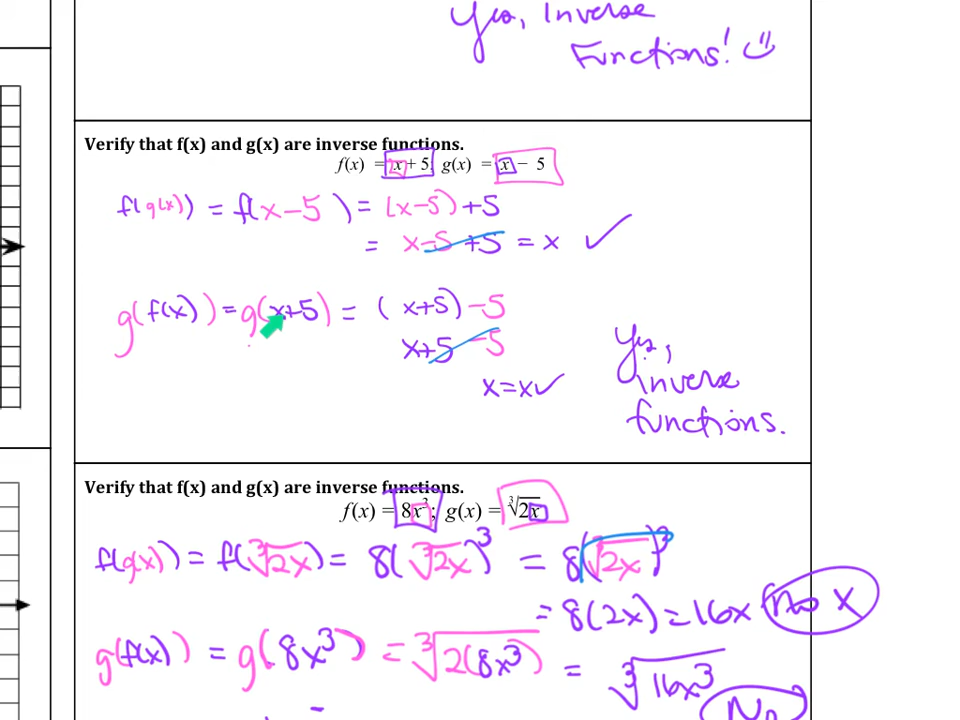 Yes, Inverse
Functions!
Verify that f(x) and g(x) are inverse functions.
f(x) = x + 5; g(x) = x − 5
f(g(x)) = f(x−5) = (x−5)+5
= x−5+5 = x ✓
g(f(x)) = g(x+5) = (x+5)−5
x+5−5
x=x✓
Yes,
inverse
functions.
Verify that f(x) and g(x) are inverse functions.
f(x) = 8x³; g(x) = ∛2x
f(g(x)) = f(∛2x) = 8(∛2x)³ = 8(∛2x)³
= 8(2x) = 16x No X
g(f(x)) = g(8x³) = ∛2(8x³) = ∛16x³
No